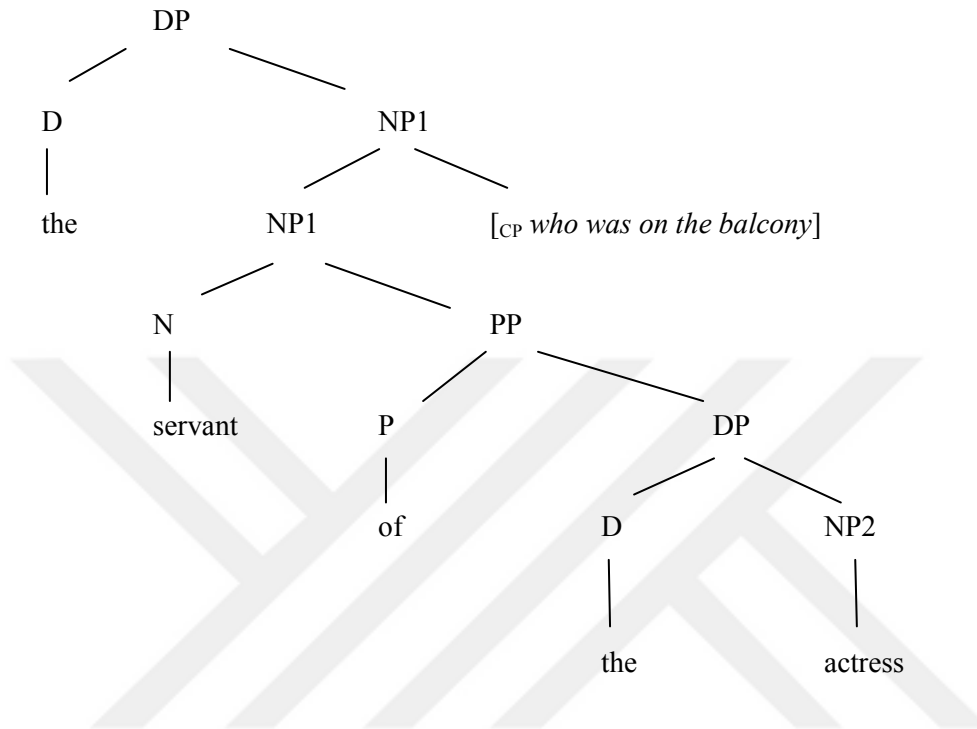 DP
D NP1
the NP1 [CP who was on the balcony]
N PP
servant P DP
of D NP2
the actress